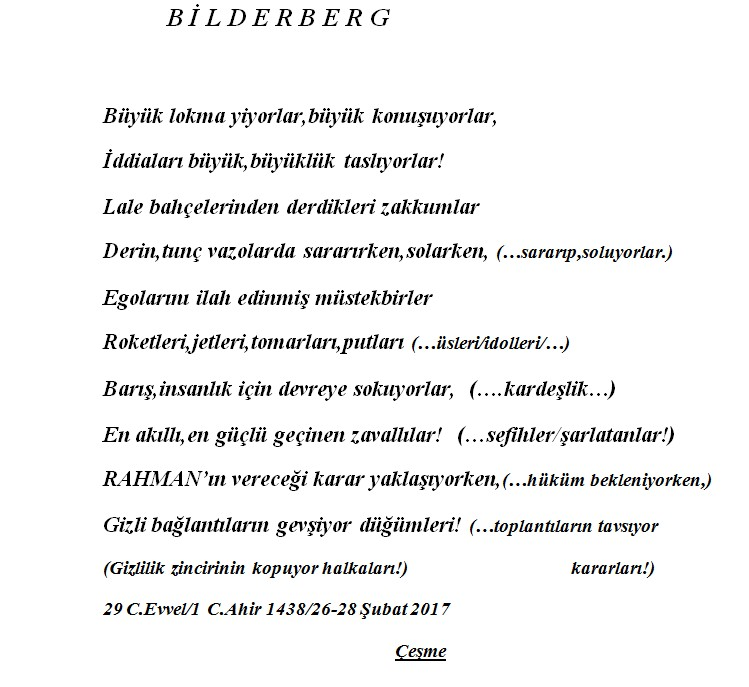 BİLDERBERG
Büyük lokma yiyorlar,büyük konuşuyorlar,
İddiaları büyük,büyüklük taslıyorlar!
Lale bahçelerinden derdikleri zakkumlar
Derin,tunç vazolarda sararırken,solarken, (…sararıp,soluyorlar.)
Egolarını ilah edinmiş müstekbirler
Roketleri,jetleri,tomarları,putları (…üsleri/idolleri/…)
Barış,insanlık için devreye sokuyorlar, (….kardeşlik…)
En akıllı,en güçlü geçinen zavallılar! (…sefihler/şarlatanlar!)
RAHMAN’ın vereceği karar yaklaşıyorken,(…hüküm bekleniyorken,)
Gizli bağlantıların gevşiyor düğümleri! (…toplantıların tavsıyor
(Gizlilik zincirinin kopuyor halkaları!) kararları!)
29 C.Evvel/1 C.Ahir 1438/26-28 Şubat 2017
Çeşme